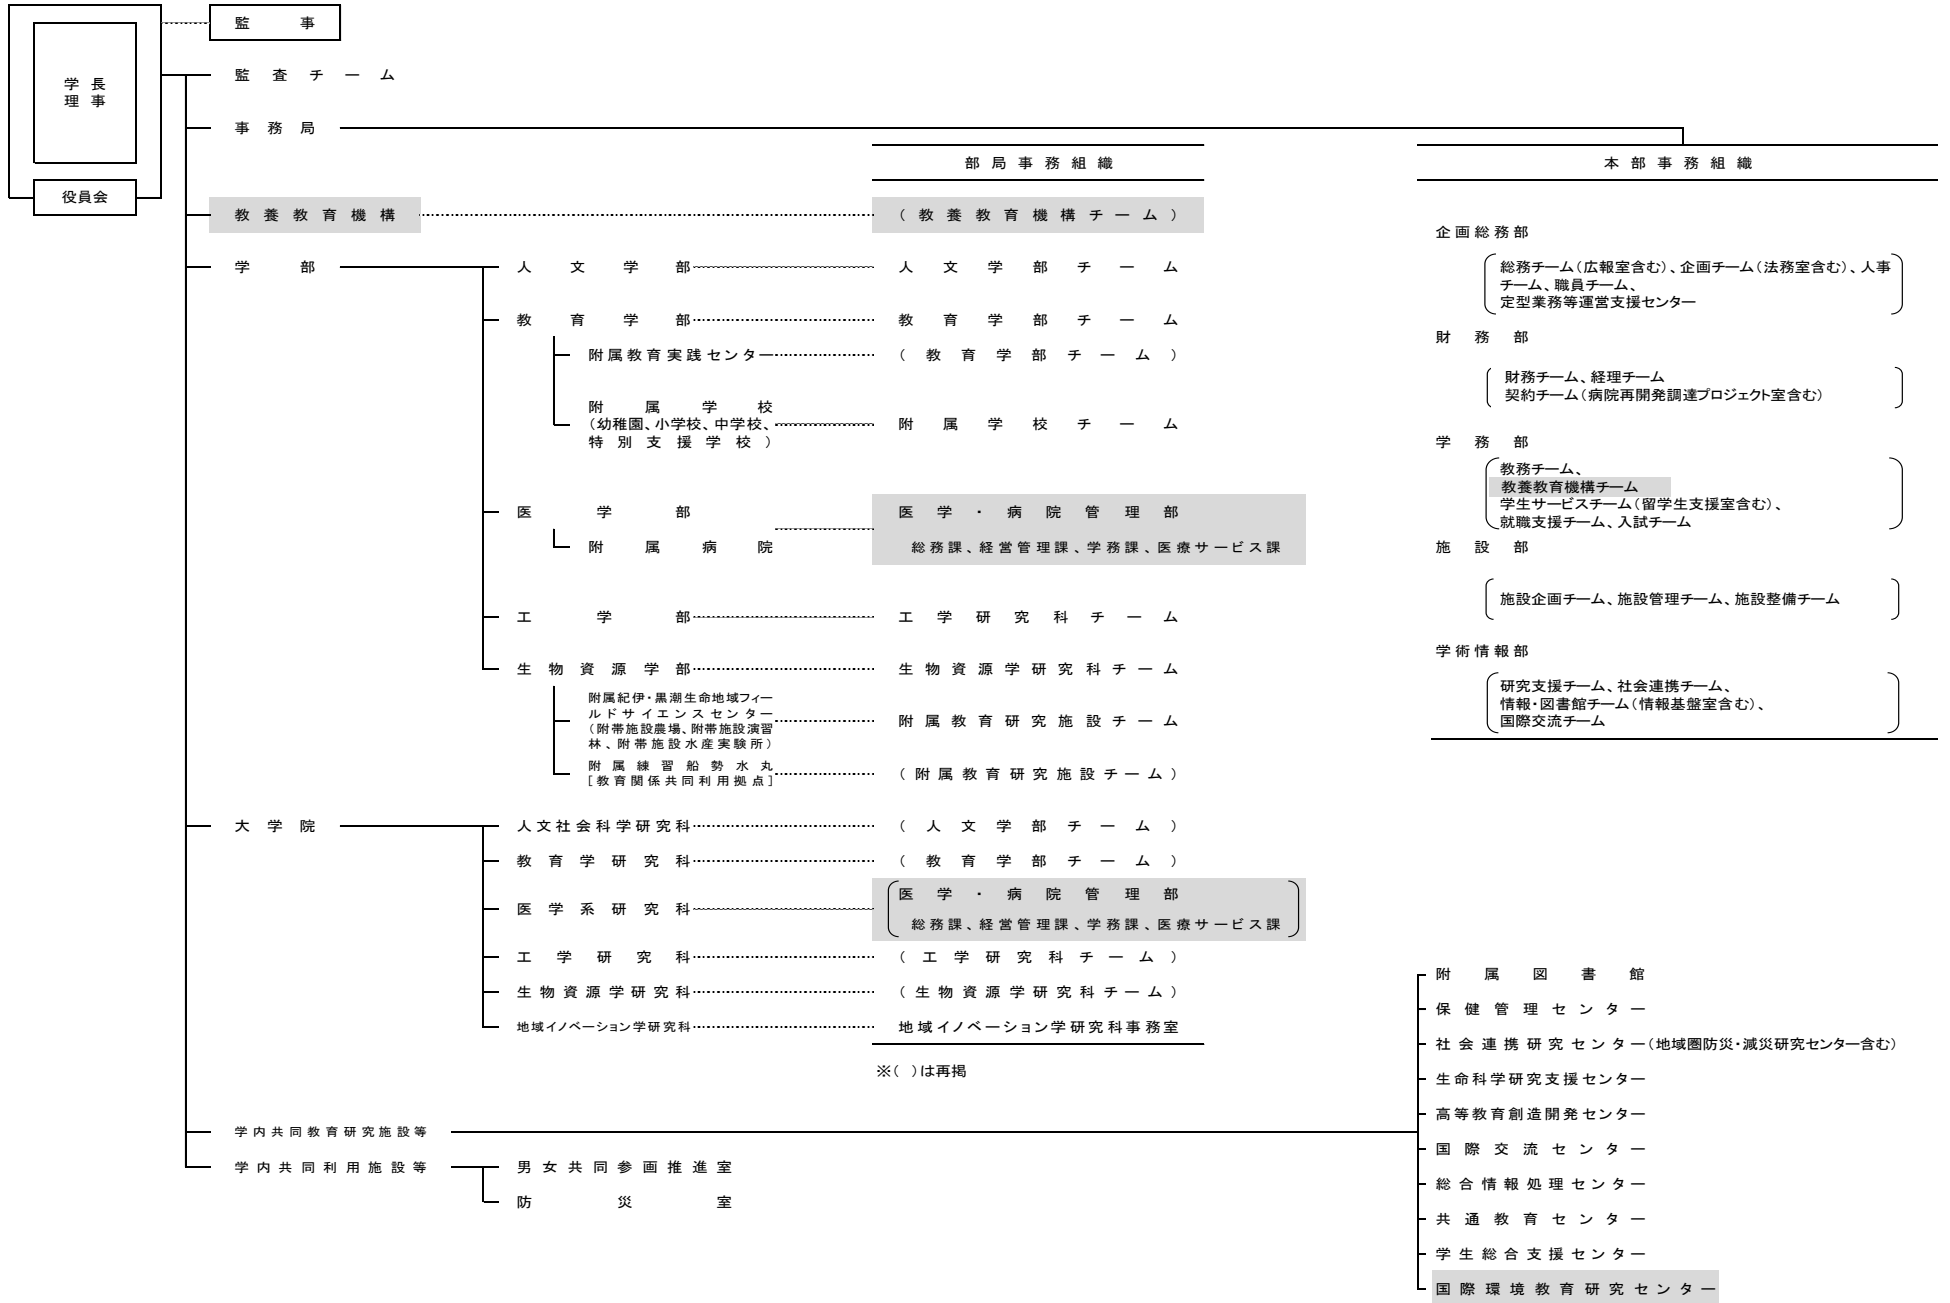 監事
学長
理事
役員会
監査チーム
事務局
部局事務組織
本部事務組織
教養教育機構
（教養教育機構チーム）
学部
人文学部
人文学部チーム
教育学部
教育学部チーム
附属教育実践センター
（教育学部チーム）
附属学校
（幼稚園、小学校、中学校、
特別支援学校）
附属学校チーム
医学部
附属病院
医学・病院管理部
総務課、経営管理課、学務課、医療サービス課
工学部
工学研究科チーム
生物資源学部
生物資源学研究科チーム
附属紀伊・黒潮生命地域フィー
ルドサイエンスセンター
（附帯施設農場、附帯施設演習
林、附帯施設水産実験所）
附属教育研究施設チーム
附属練習船勢水丸
[教育関係共同利用拠点]
（附属教育研究施設チーム）
大学院
人文社会科学研究科
（人文学部チーム）
教育学研究科
（教育学部チーム）
医学系研究科
医学・病院管理部
総務課、経営管理課、学務課、医療サービス課
工学研究科
（工学研究科チーム）
生物資源学研究科
（生物資源学研究科チーム）
地域イノベーション学研究科
地域イノベーション学研究科事務室
※（ ）は再掲
企画総務部
総務チーム（広報室含む）、企画チーム（法務室含む）、人事
チーム、職員チーム、
定型業務等運営支援センター
財務部
財務チーム、経理チーム
契約チーム（病院再開発調達プロジェクト室含む）
学務部
教務チーム、
教養教育機構チーム
学生サービスチーム（留学生支援室含む）、
就職支援チーム、入試チーム
施設部
施設企画チーム、施設管理チーム、施設整備チーム
学術情報部
研究支援チーム、社会連携チーム、
情報・図書館チーム（情報基盤室含む）、
国際交流チーム
学内共同教育研究施設等
附属図書館
保健管理センター
社会連携研究センター（地域圏防災・減災研究センター含む）
生命科学研究支援センター
高等教育創造開発センター
国際交流センター
総合情報処理センター
共通教育センター
学生総合支援センター
国際環境教育研究センター
学内共同利用施設等
男女共同参画推進室
防災室